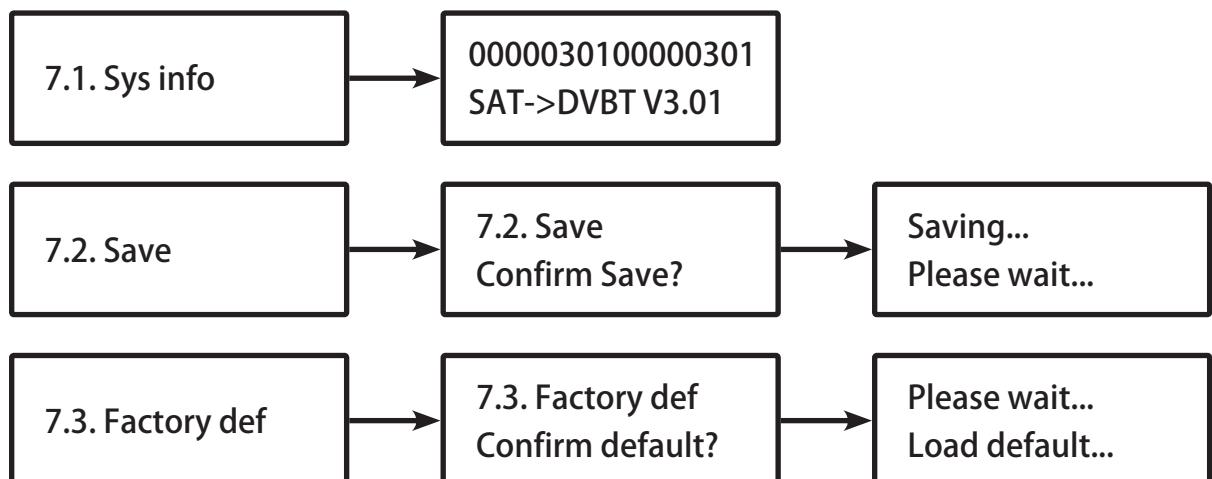 7.1. Sys info
0000030100000301
SAT->DVBT V3.01
7.2. Save
7.2. Save
Confirm Save?
Saving...
Please wait...
7.3. Factory def
7.3. Factory def
Confirm default?
Please wait...
Load default...